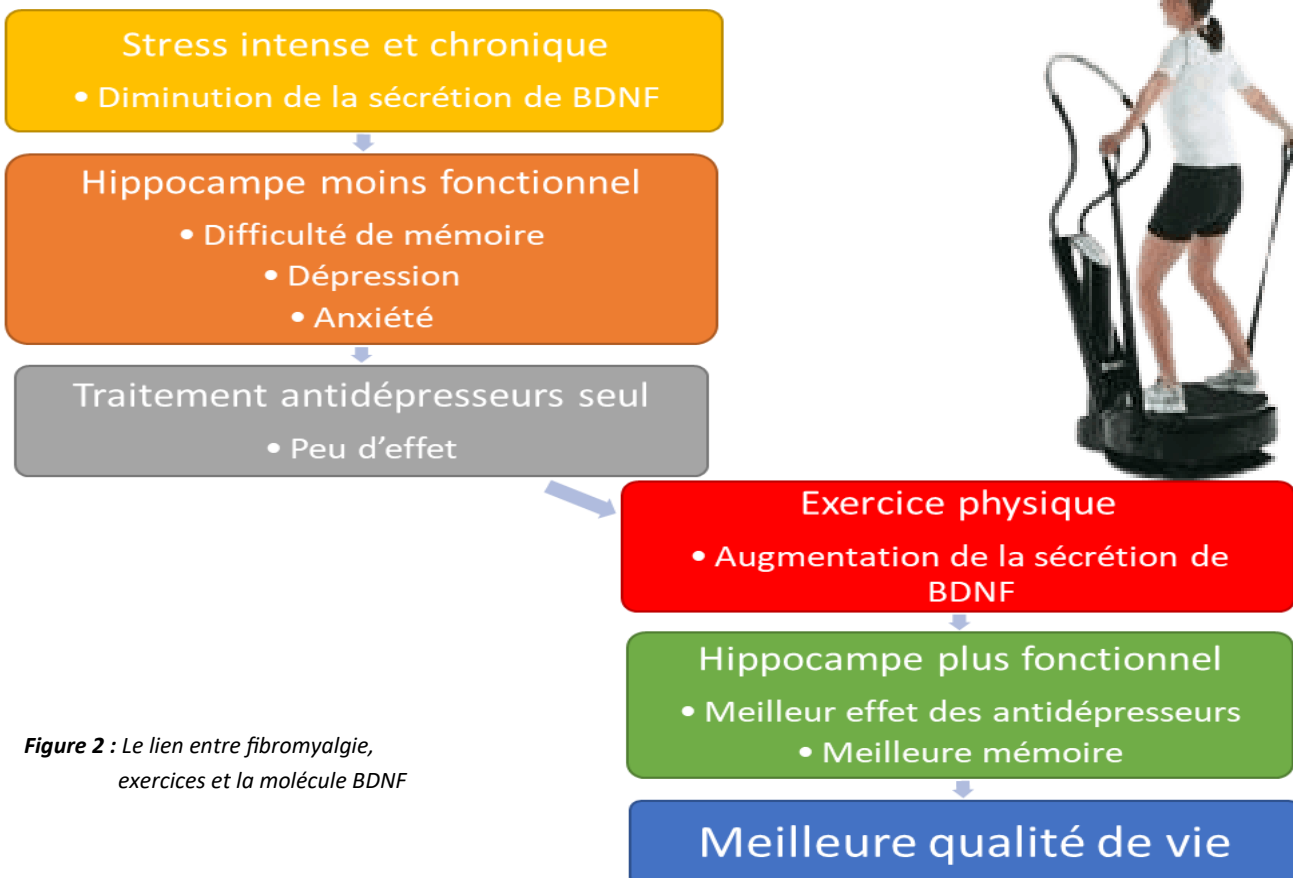 Stress intense et chronique
• Diminution de la sécrétion de BDNF
Hippocampe moins fonctionnel
• Difficulté de mémoire
• Dépression
• Anxiété
Traitement antidépresseurs seul
• Peu d’effet
Exercice physique
• Augmentation de la sécrétion de
BDNF
Hippocampe plus fonctionnel
• Meilleur effet des antidépresseurs
• Meilleure mémoire
Meilleure qualité de vie
Figure 2 : Le lien entre fibromyalgie,
exercices et la molécule BDNF